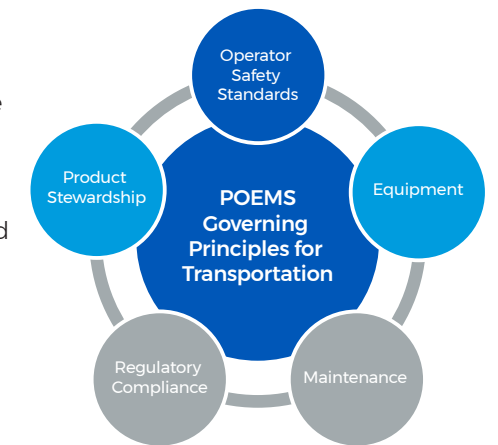 Operator
Safety
Standards
Product
Stewardship
Equipment
POEMS
Governing
Principles for
Transportation
Regulatory
Compliance
Maintenance